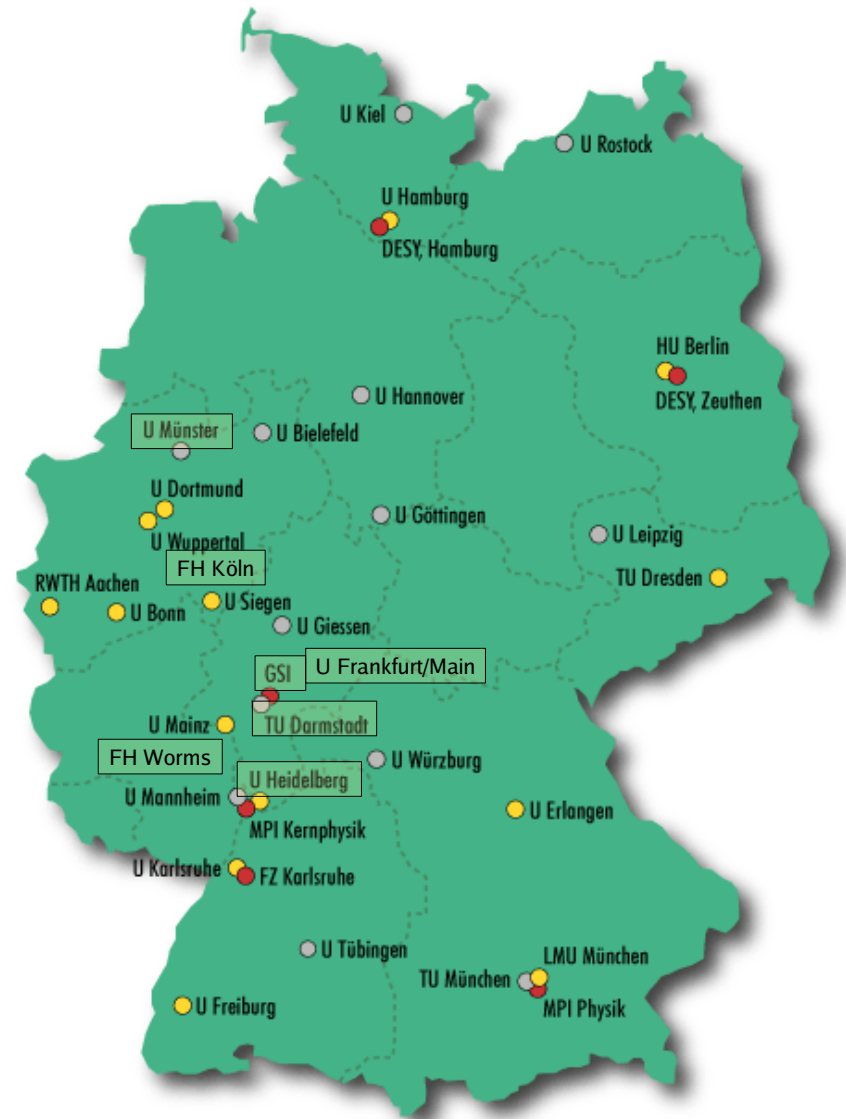 U Kiel
U Rostock
U Hamburg
DESY, Hamburg
HU Berlin
DESY, Zeuthen
U Hannover
U Münster
U Bielefeld
U Dortmund
U Göttingen
U Wuppertal
U Leipzig
FH Köln
TU Dresden
RWTH Aachen
U Siegen
U Bonn
U Giessen
GSI
U Frankfurt/Main
U Mainz
TU Darmstadt
FH Worms
U Würzburg
U Heidelberg
U Mannheim
U Erlangen
MPI Kernphysik
U Karlsruhe
FZ Karlsruhe
U Tübingen
LMU München
TU München
U Freiburg
MPI Physik